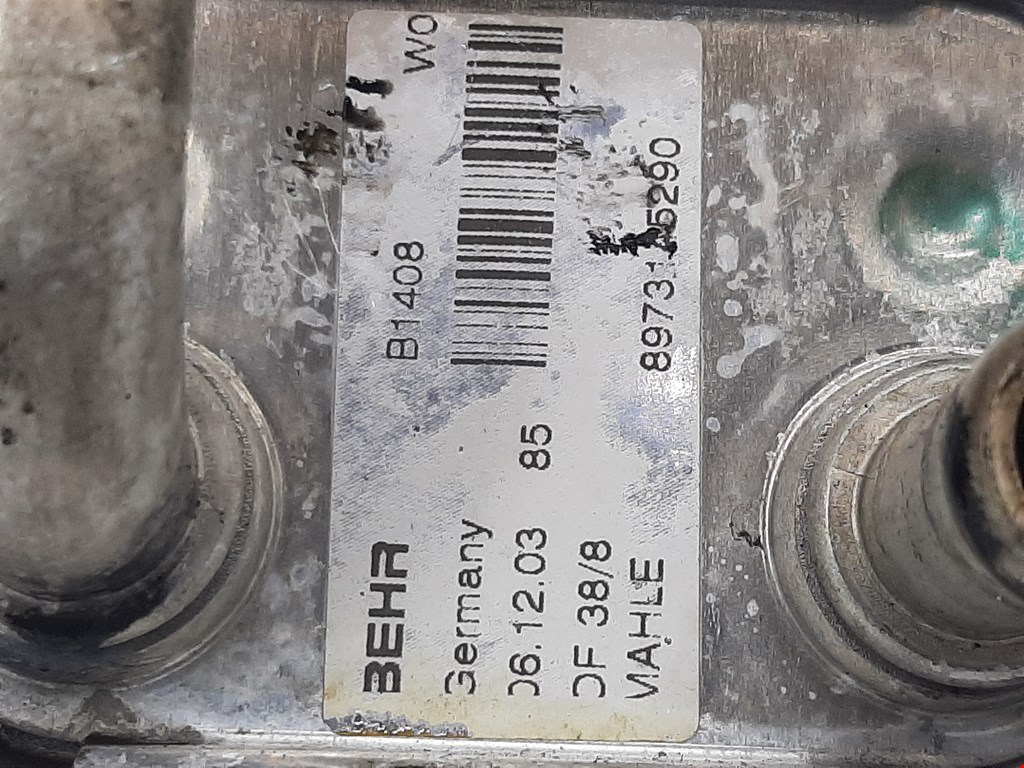 BEHR B1408 WO
Germany
06.12.03 85
DF 38/8
MAHLE